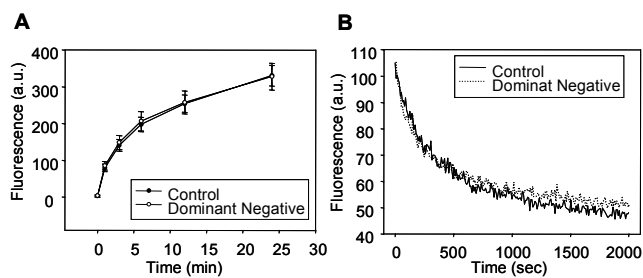 A
400
300
200
100
0
Fluorescence (a.u.)
Control
Dominant Negative
0 5 10 15 20 25 30
Time (min)
B
110
100
90
80
70
60
50
40
Fluorescence (a.u.)
Control
Dominat Negative
0 500 1000 1500 2000
Time (sec)